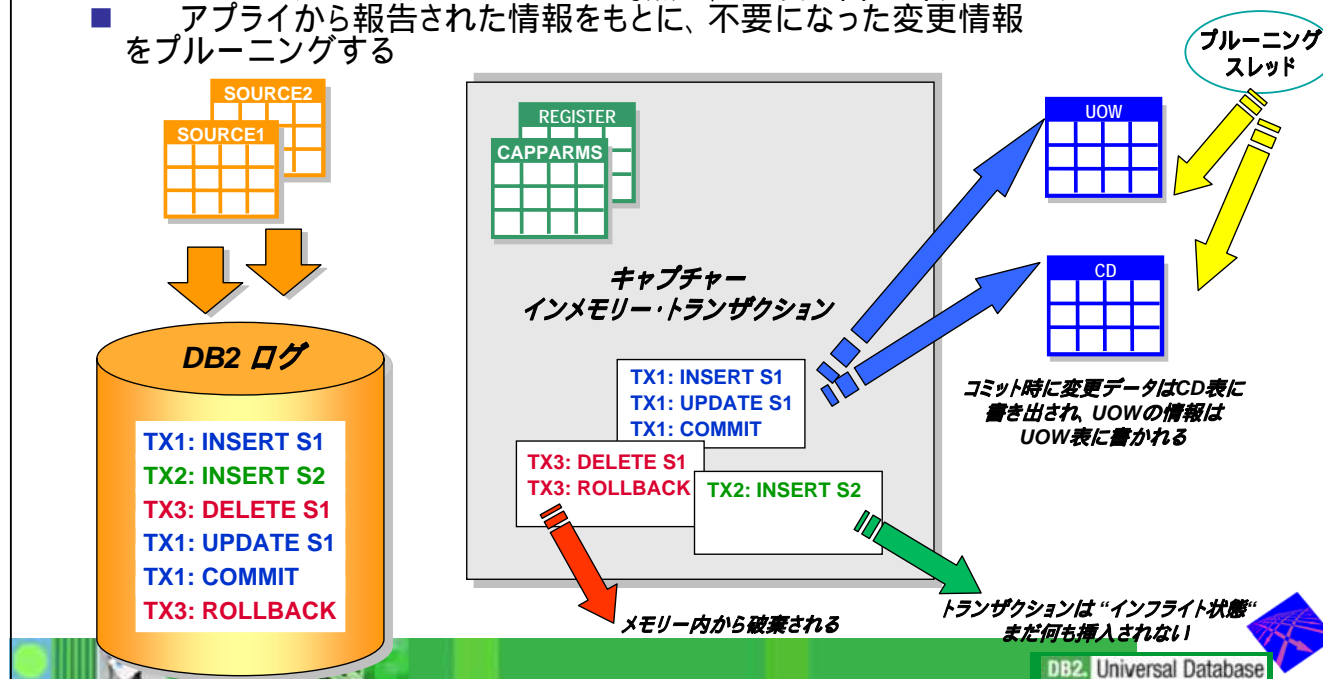 ■ アプライから報告された情報をもとに、不要になった変更情報
をプルーニングする
プルーニング
スレッド
SOURCE2
SOURCE1
REGISTER
CAPPARMS
UOW
CD
キャプチャー
インメモリー・トランザクション
DB2 ログ
TX1: INSERT S1
TX2: INSERT S2
TX3: DELETE S1
TX1: UPDATE S1
TX1: COMMIT
TX3: ROLLBACK
TX1: INSERT S1
TX1: UPDATE S1
TX1: COMMIT
TX3: DELETE S1
TX3: ROLLBACK
TX2: INSERT S2
コミット時に変更データはCD表に
書き出され、UOWの情報は
UOW表に書かれる
メモリー内から破棄される
トランザクションは “インフライト状態“
まだ何も挿入されない
DB2. Universal Database